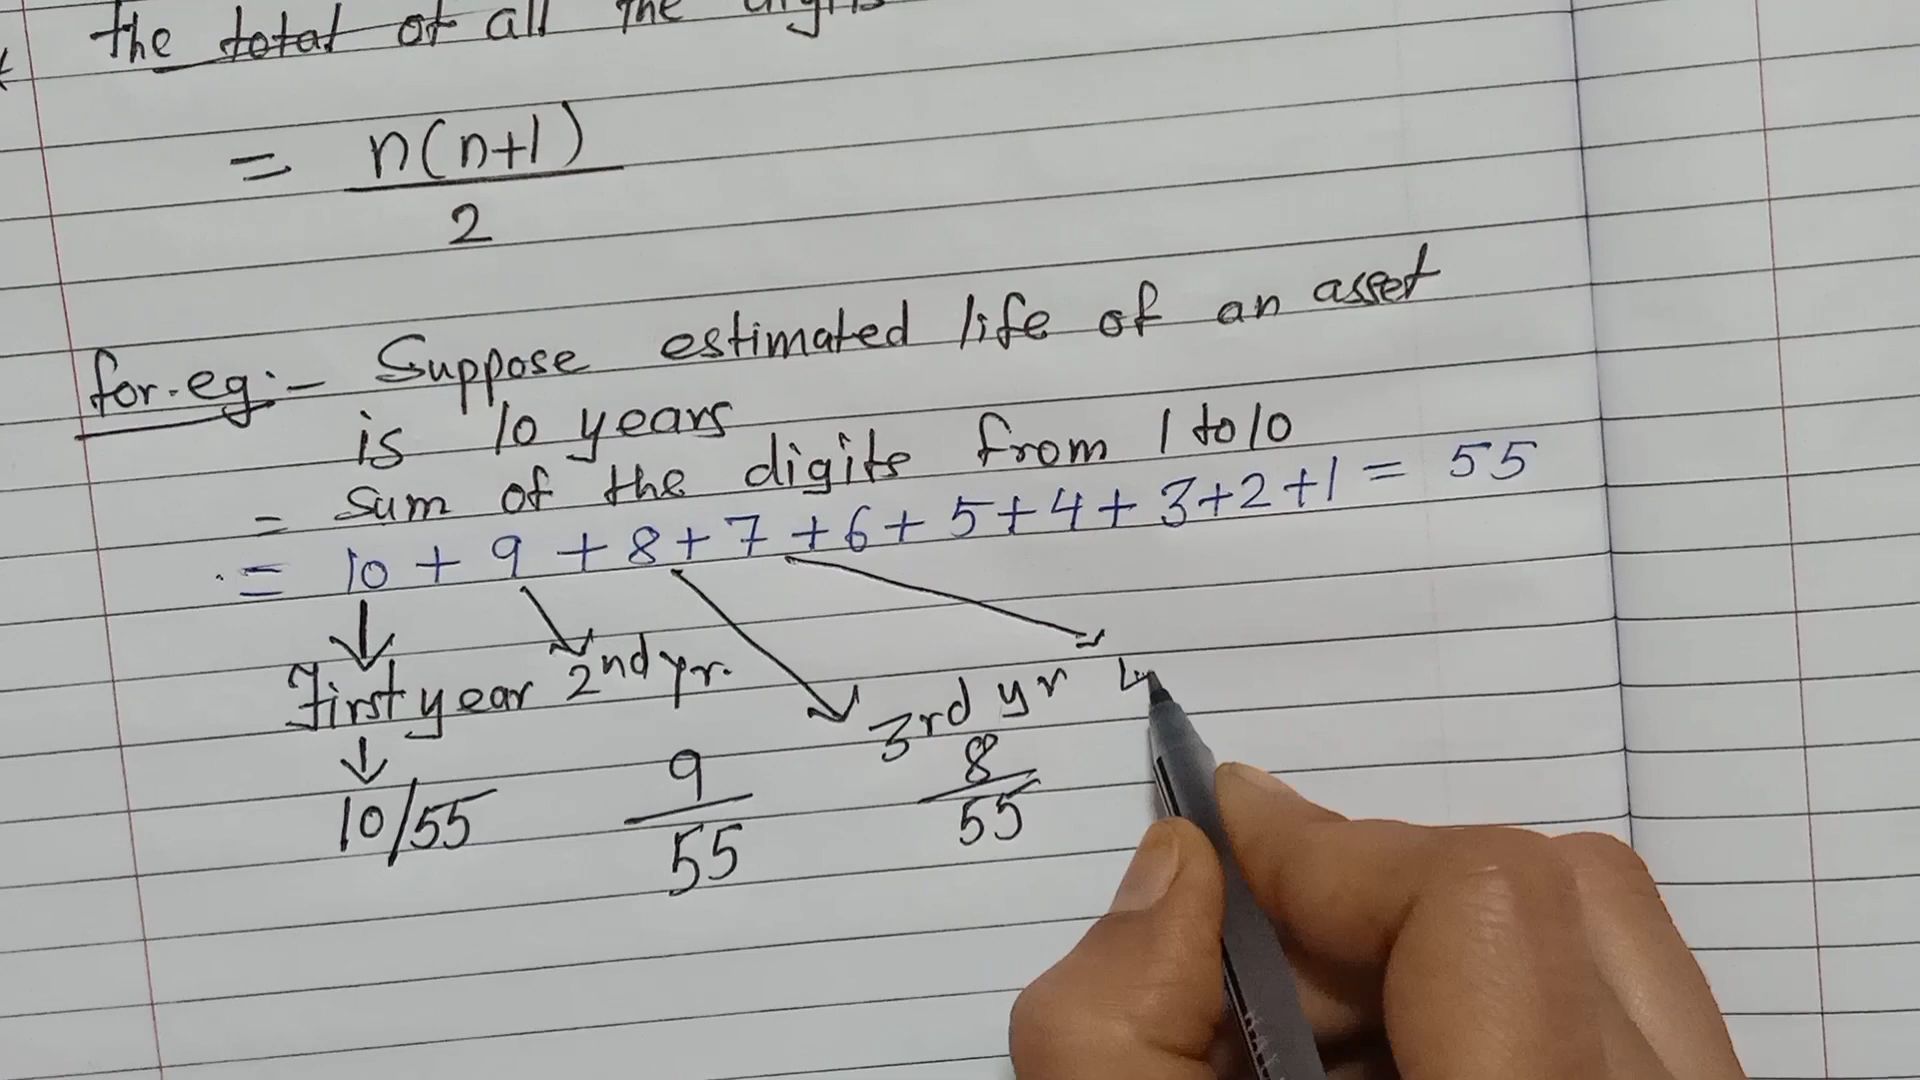 the total of all the digits
= n(n+1)
2
for.eg:- Suppose estimated life of an asset
is 10 years
= sum of the digits from 1 to 10
= 10 + 9 + 8 + 7 + 6 + 5 + 4 + 3 + 2 + 1 = 55
First year 2nd yr. 3rd yr 4
10/55 9/55 8/55